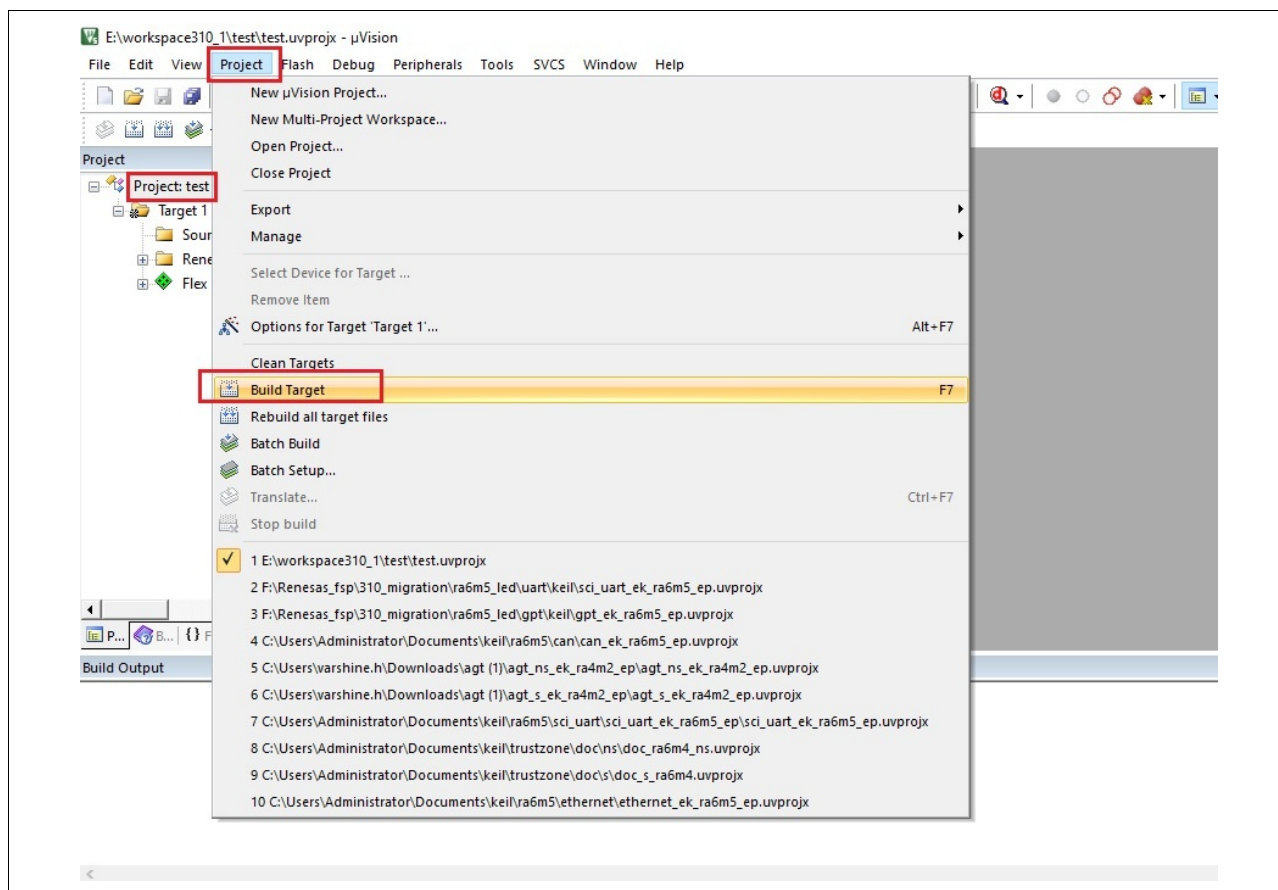 E:\workspace310_1\test\test.uvprojx - µVision
File Edit View Project Flash Debug Peripherals Tools SVCS Window Help
New µVision Project...
New Multi-Project Workspace...
Project
Open Project...
Close Project
Project: test
Target 1
Export
Sour
Manage
Rene
Select Device for Target ...
Flex
Remove Item
Options for Target 'Target 1'... Alt+F7
Clean Targets
Build Target F7
Rebuild all target files
Batch Build
Batch Setup...
Translate... Ctrl+F7
Stop build
1 E:\workspace310_1\test\test.uvprojx
2 F:\Renesas_fsp\310_migration\ra6m5_led\uart\keil\sci_uart_ek_ra6m5_ep.uvprojx
3 F:\Renesas_fsp\310_migration\ra6m5_led\gpt\keil\gpt_ek_ra6m5_ep.uvprojx
4 C:\Users\Administrator\Documents\keil\ra6m5\can\can_ek_ra6m5_ep.uvprojx
P... B... {} F
5 C:\Users\varshine.h\Downloads\agt (1)\agt_ns_ek_ra4m2_ep\agt_ns_ek_ra4m2_ep.uvprojx
Build Output
6 C:\Users\varshine.h\Downloads\agt (1)\agt_s_ek_ra4m2_ep\agt_s_ek_ra4m2_ep.uvprojx
7 C:\Users\Administrator\Documents\keil\ra6m5\sci_uart\sci_uart_ek_ra6m5_ep\sci_uart_ek_ra6m5_ep.uvprojx
8 C:\Users\Administrator\Documents\keil\trustzone\doc\ns\doc_ra6m4_ns.uvprojx
9 C:\Users\Administrator\Documents\keil\trustzone\doc\s\doc_s_ra6m4.uvprojx
10 C:\Users\Administrator\Documents\keil\ra6m5\ethernet\ethernet_ek_ra6m5_ep.uvprojx